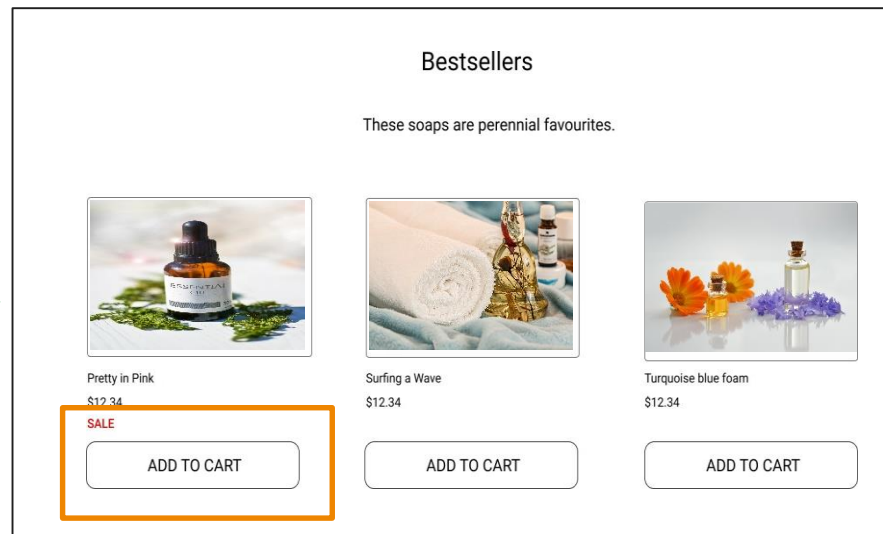 Bestsellers
These soaps are perennial favourites.
ESSENTIAL
Pretty in Pink
$12.34
SALE
ADD TO CART
Surfing a Wave
$12.34
ADD TO CART
Turquoise blue foam
$12.34
ADD TO CART